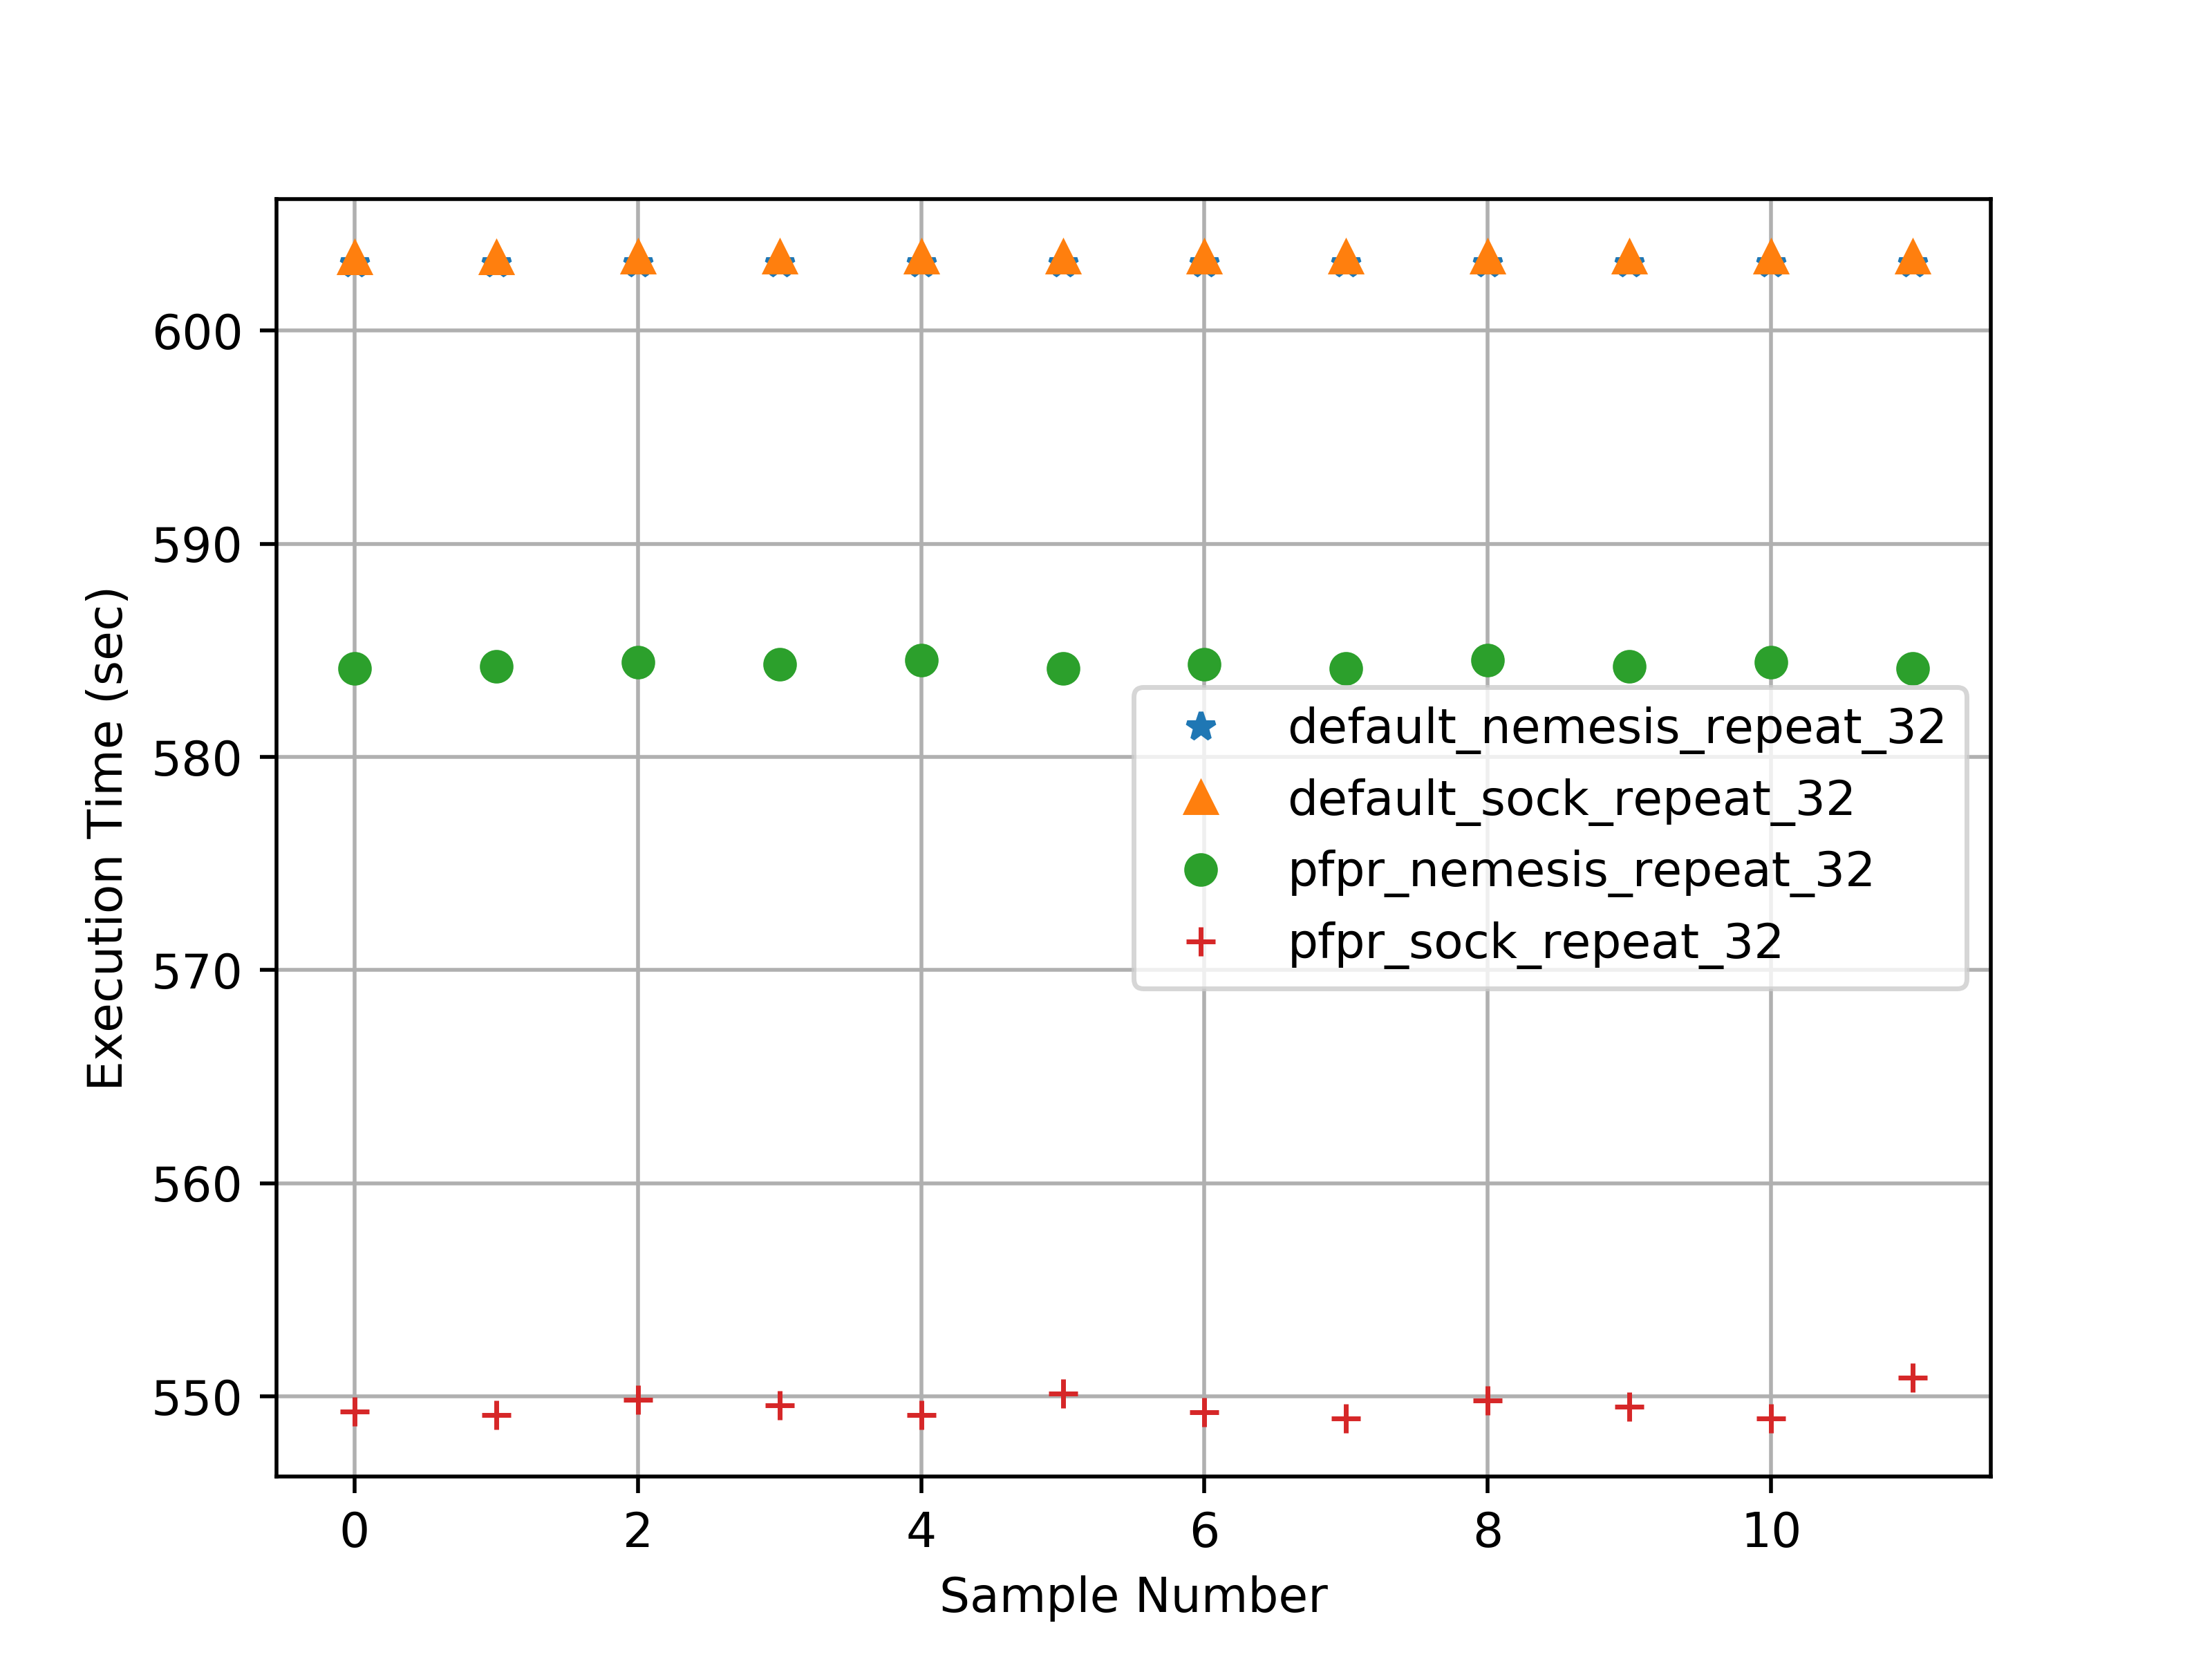 600
590
580
570
560
550
Execution Time (sec)
default_nemesis_repeat_32
default_sock_repeat_32
pfpr_nemesis_repeat_32
pfpr_sock_repeat_32
0 2 4 6 8 10
Sample Number